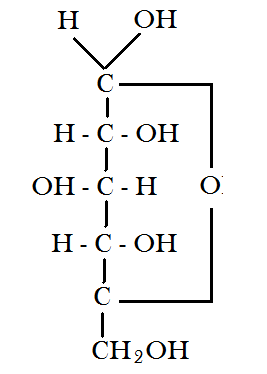 H OH
C
H - C - OH
OH - C - H O
H - C - OH
C
CH2OH